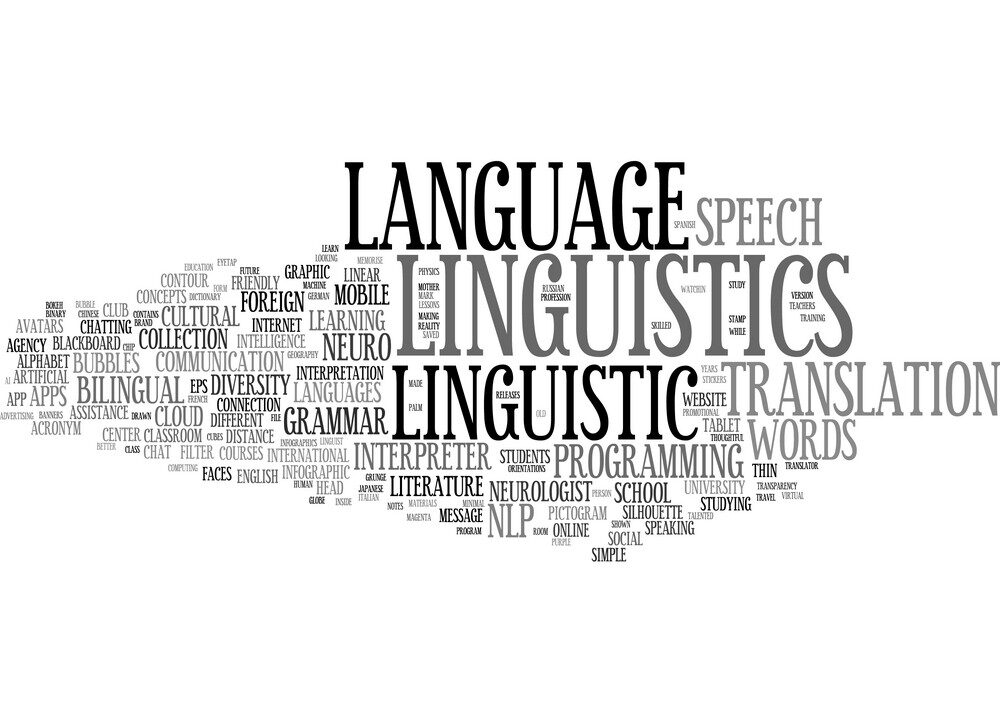 LANGUAGE
SPANISH
SPEECH
LEARN
LOOKING
MEMORISE
LINGUISTICS
EDUCATION
EYETAP
FUTURE
GRAPHIC
MACHINE
LINEAR
PHYSICS
CONTOUR
FORM
FRIENDLY
GERMAN
MOBILE
MOTHER
RUSSIAN
WATCHIN
STUDY
CONCEPTS
DICTIONARY
FOREIGN
MARK
PROFESSION
VERSION
BOKEH
BUBBLE
CLUB
CONTAINS
CULTURAL
LEARNING
LESSONS
TEACHERS
BINARY
CHINESE
BRAND
INTERNET
MAKING
STAMP
TRAINING
AVATARS
CHATTING
COLLECTION
INTELLIGENCE
NEURO
REALITY
SKILLED
WHILE
AGENCY
BLACKBOARD
CHIP
GEOGRAPHY
SAVED
ALPHABET
BUBBLES
COMMUNICATION
INTERPRETATION
LINGUISTIC
YEARS
TRANSLATION
AI
ARTIFICIAL
BILINGUAL
EPS
DIVERSITY
LANGUAGES
MADE
STICKERS
APP
APPS
FRENCH
CONNECTION
RELEASES
WEBSITE
ADVERTISING
BANNERS
ASSISTANCE
DRAWN
CLOUD
DIFFERENT
FILE
GRAMMAR
PALM
OLD
PROMOTIONAL
ACRONYM
CENTER
CLASSROOM
CUBES
DISTANCE
INFOGRAPHICS
LINGUIST
TABLET
WORDS
THOUGHTFUL
BETTER
CLASS
CHAT
FILTER
COURSES
INTERNATIONAL
INTERPRETER
STUDENTS
PROGRAMMING
ORIENTATIONS
THIN
TRANSLATOR
COMPUTING
FACES
ENGLISH
INFOGRAPHIC
GRUNGE
LITERATURE
NEUROLOGIST
PERSON
SCHOOL
UNIVERSITY
TRANSPARENCY
HUMAN
HEAD
JAPANESE
TRAVEL
VIRTUAL
GLOBE
INSIDE
ITALIAN
NOTES
MATERIALS
MINIMAL
NLP
PICTOGRAM
SILHOUETTE
STUDYING
MAGENTA
MESSAGE
TALENTED
PROGRAM
ROOM
ONLINE
SHOWN
SPEAKING
PURPLE
SOCIAL
SIMPLE